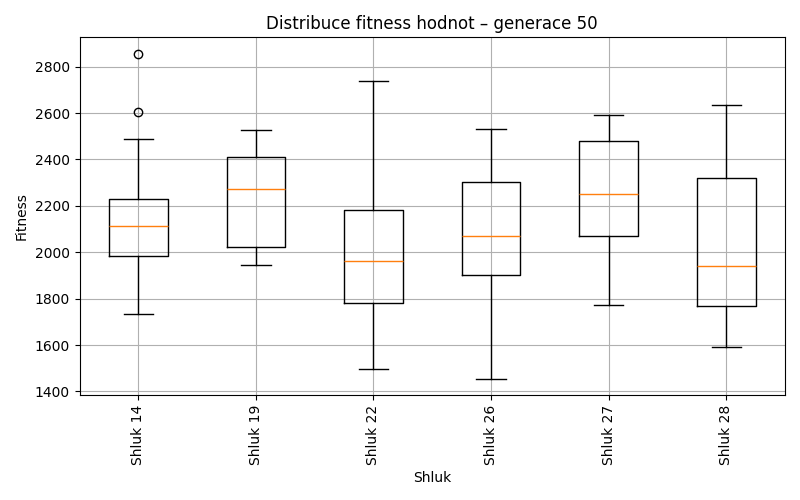 Distribuce fitness hodnot – generace 50
Fitness
2800
2600
2400
2200
2000
1800
1600
1400
Shluk 14
Shluk 19
Shluk 22
Shluk 26
Shluk 27
Shluk 28
Shluk